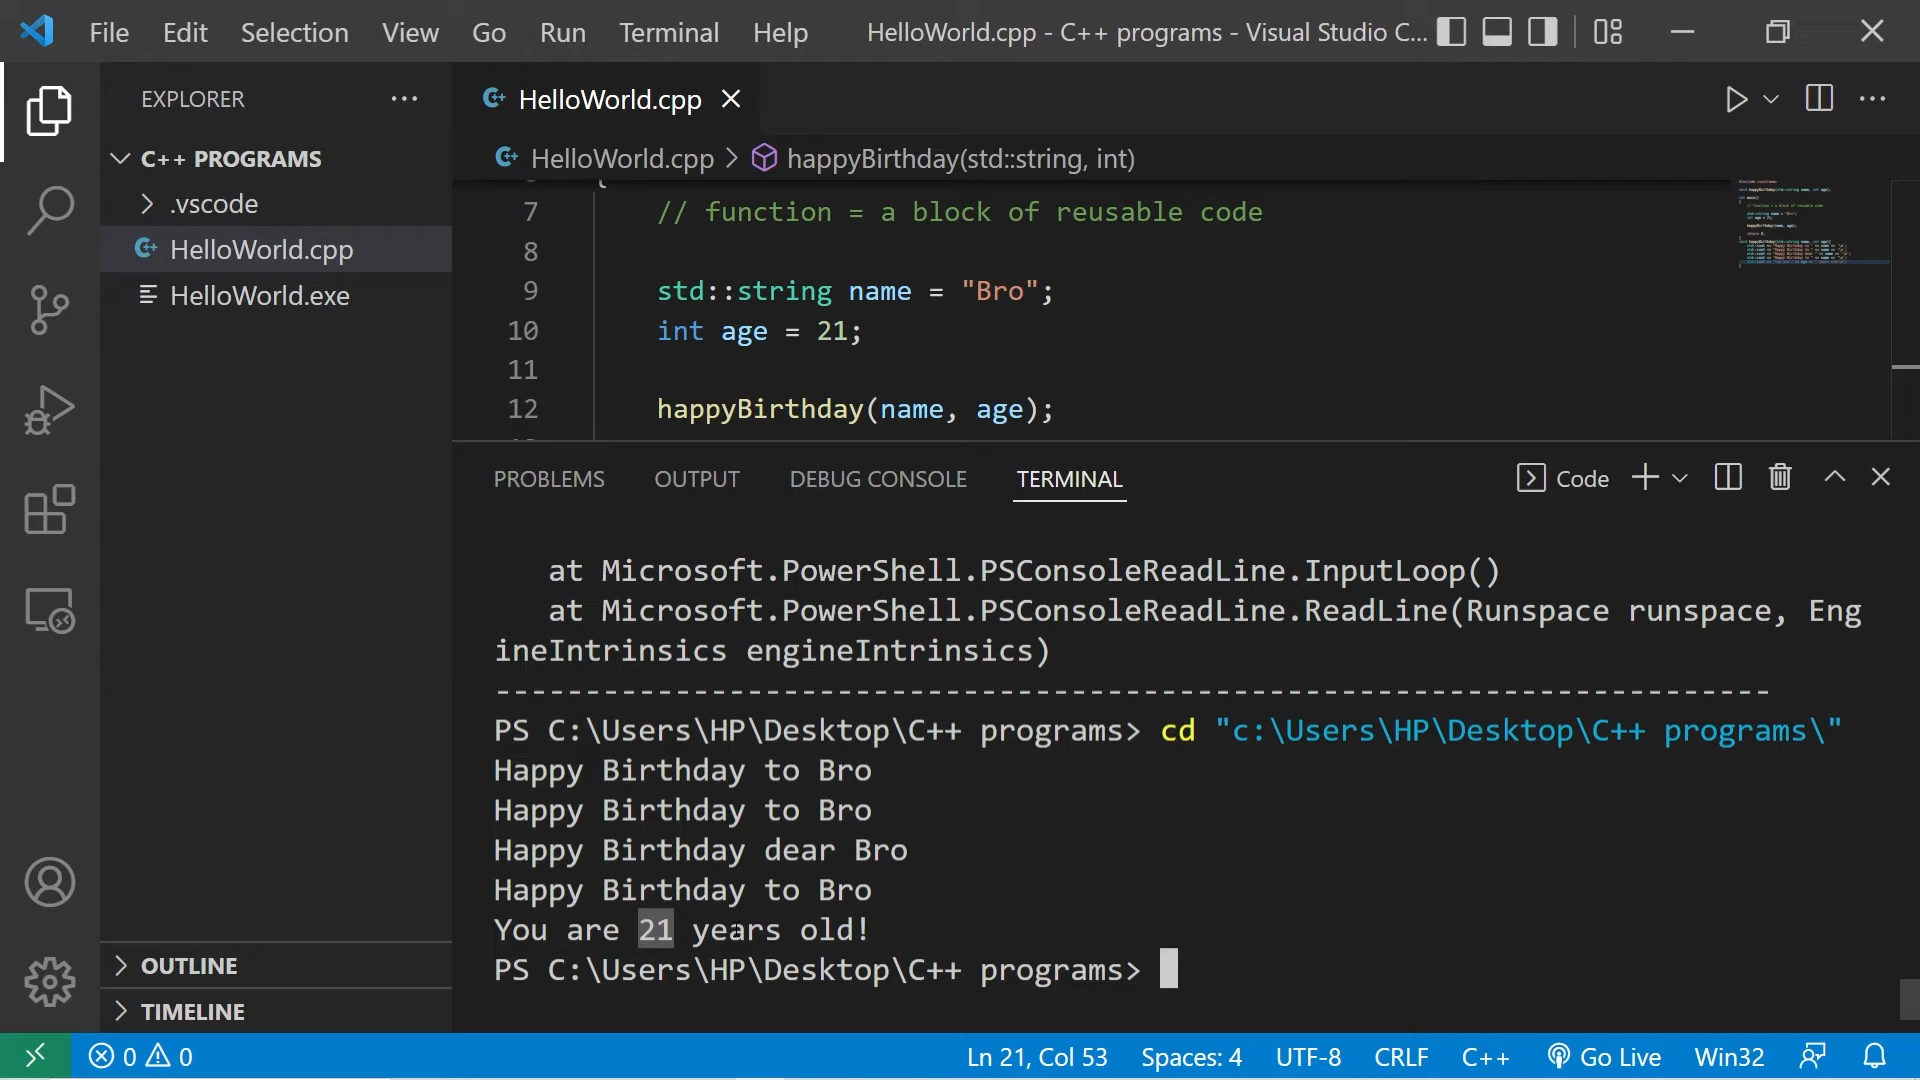 File Edit Selection View Go Run Terminal Help HelloWorld.cpp - C++ programs - Visual Studio C...
EXPLORER
C++ PROGRAMS
.vscode
HelloWorld.cpp
HelloWorld.exe
OUTLINE
TIMELINE
HelloWorld.cpp
HelloWorld.cpp > happyBirthday(std::string, int)
7 // function = a block of reusable code
8
9 std::string name = "Bro";
10 int age = 21;
11
12 happyBirthday(name, age);
PROBLEMS OUTPUT DEBUG CONSOLE TERMINAL Code
at Microsoft.PowerShell.PSConsoleReadLine.InputLoop()
at Microsoft.PowerShell.PSConsoleReadLine.ReadLine(Runspace runspace, Eng
ineIntrinsics engineIntrinsics)
-----------------------------------------------------------------------
PS C:\Users\HP\Desktop\C++ programs> cd "c:\Users\HP\Desktop\C++ programs\"
Happy Birthday to Bro
Happy Birthday to Bro
Happy Birthday dear Bro
Happy Birthday to Bro
You are 21 years old!
PS C:\Users\HP\Desktop\C++ programs>
0 0 Ln 21, Col 53 Spaces: 4 UTF-8 CRLF C++ Go Live Win32